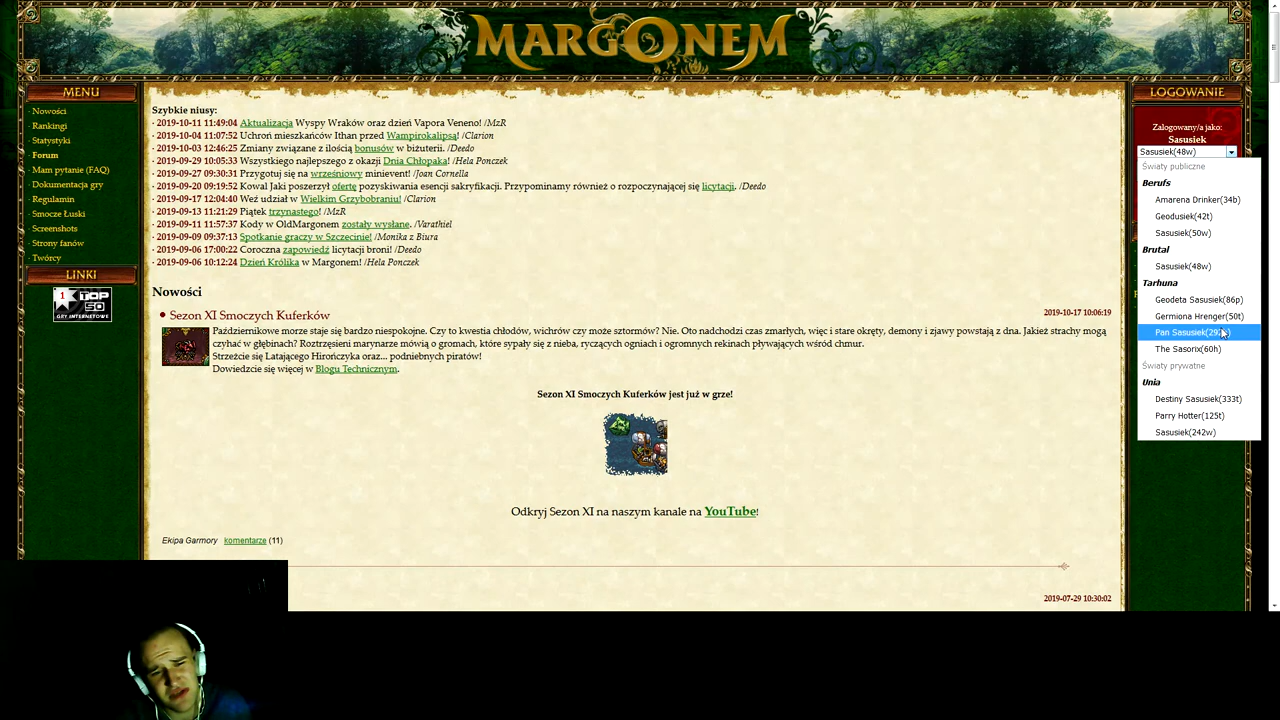 MARGONEM
MENU
· Nowości
· Rankingi
· Statystyki
· Forum
· Mam pytanie (FAQ)
· Dokumentacja gry
· Regulamin
· Smocze Łuski
· Screenshots
· Strony fanów
· Twórcy
LINKI
1 TOP 50
GRY INTERNETOWE
Szybkie niusy:
· 2019-10-11 11:49:04 Aktualizacja Wyspy Wraków oraz dzień Vapora Veneno! /MzR
· 2019-10-04 11:07:52 Uchroń mieszkańców Ithan przed Wampirokalipsą! /Clarion
· 2019-10-03 12:46:25 Zmiany związane z ilością bonusów w biżuterii. /Deedo
· 2019-09-29 10:05:33 Wszystkiego najlepszego z okazji Dnia Chłopaka! /Hela Ponczek
· 2019-09-27 09:30:31 Przygotuj się na wrześniowy minievent! /Joan Cornella
· 2019-09-20 09:19:52 Kowal Jaki poszerzył ofertę pozyskiwania esencji sakryfikacji. Przypominamy również o rozpoczynającej się licytacji. /Deedo
· 2019-09-17 12:04:40 Weź udział w Wielkim Grzybobraniu! /Clarion
· 2019-09-13 11:21:29 Piątek trzynastego! /MzR
· 2019-09-11 11:57:37 Kody w OldMargonem zostały wysłane. /Varathiel
· 2019-09-09 09:37:13 Spotkanie graczy w Szczecinie! /Monika z Biura
· 2019-09-06 17:00:22 Coroczna zapowiedź licytacji broni! /Deedo
· 2019-09-06 10:12:24 Dzień Królika w Margonem! /Hela Ponczek
Nowości
• Sezon XI Smoczych Kuferków 2019-10-17 10:06:19
Październikowe morze staje się bardzo niespokojne. Czy to kwestia chłodów, wichrów czy może sztormów? Nie. Oto nadchodzi czas zmarłych, więc i stare okręty, demony i zjawy powstają z dna. Jakież strachy mogą
czyhać w głębinach? Roztrzęsieni marynarze mówią o gromach, które sypały się z nieba, ryczących ogniach i ogromnych rekinach pływających wśród chmur.
Strzeżcie się Latającego Hirończyka oraz... podniebnych piratów!
Dowiedzcie się więcej w Blogu Technicznym.
Sezon XI Smoczych Kuferków jest już w grze!
Odkryj Sezon XI na naszym kanale na YouTube!
Ekipa Garmory komentarze (11)
2019-07-29 10:30:02
LOGOWANIE
Zalogowany/a jako:
Sasusiek
Sasusiek(48w)
Światy publiczne
Berufs
Amarena Drinker(34b)
Geodusiek(42t)
Sasusiek(50w)
Brutal
Sasusiek(48w)
Tarhuna
Geodeta Sasusiek(86p)
Germiona Hrenger(50t)
Pan
The Sasorix(60h)
Światy prywatne
Unia
Destiny Sasusiek(333t)
Parry Hotter(125t)
Sasusiek(242w)